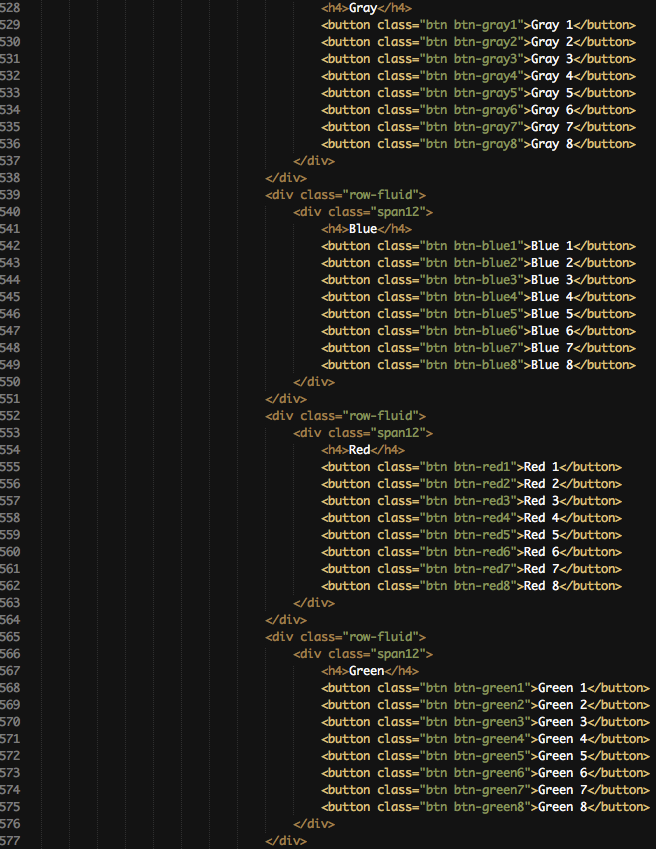 528 <h4>Gray</h4>
529 <button class="btn btn-gray1">Gray 1</button>
530 <button class="btn btn-gray2">Gray 2</button>
531 <button class="btn btn-gray3">Gray 3</button>
532 <button class="btn btn-gray4">Gray 4</button>
533 <button class="btn btn-gray5">Gray 5</button>
534 <button class="btn btn-gray6">Gray 6</button>
535 <button class="btn btn-gray7">Gray 7</button>
536 <button class="btn btn-gray8">Gray 8</button>
537 </div>
538 </div>
539 <div class="row-fluid">
540 <div class="span12">
541 <h4>Blue</h4>
542 <button class="btn btn-blue1">Blue 1</button>
543 <button class="btn btn-blue2">Blue 2</button>
544 <button class="btn btn-blue3">Blue 3</button>
545 <button class="btn btn-blue4">Blue 4</button>
546 <button class="btn btn-blue5">Blue 5</button>
547 <button class="btn btn-blue6">Blue 6</button>
548 <button class="btn btn-blue7">Blue 7</button>
549 <button class="btn btn-blue8">Blue 8</button>
550 </div>
551 </div>
552 <div class="row-fluid">
553 <div class="span12">
554 <h4>Red</h4>
555 <button class="btn btn-red1">Red 1</button>
556 <button class="btn btn-red2">Red 2</button>
557 <button class="btn btn-red3">Red 3</button>
558 <button class="btn btn-red4">Red 4</button>
559 <button class="btn btn-red5">Red 5</button>
560 <button class="btn btn-red6">Red 6</button>
561 <button class="btn btn-red7">Red 7</button>
562 <button class="btn btn-red8">Red 8</button>
563 </div>
564 </div>
565 <div class="row-fluid">
566 <div class="span12">
567 <h4>Green</h4>
568 <button class="btn btn-green1">Green 1</button>
569 <button class="btn btn-green2">Green 2</button>
570 <button class="btn btn-green3">Green 3</button>
571 <button class="btn btn-green4">Green 4</button>
572 <button class="btn btn-green5">Green 5</button>
573 <button class="btn btn-green6">Green 6</button>
574 <button class="btn btn-green7">Green 7</button>
575 <button class="btn btn-green8">Green 8</button>
576 </div>
577 </div>